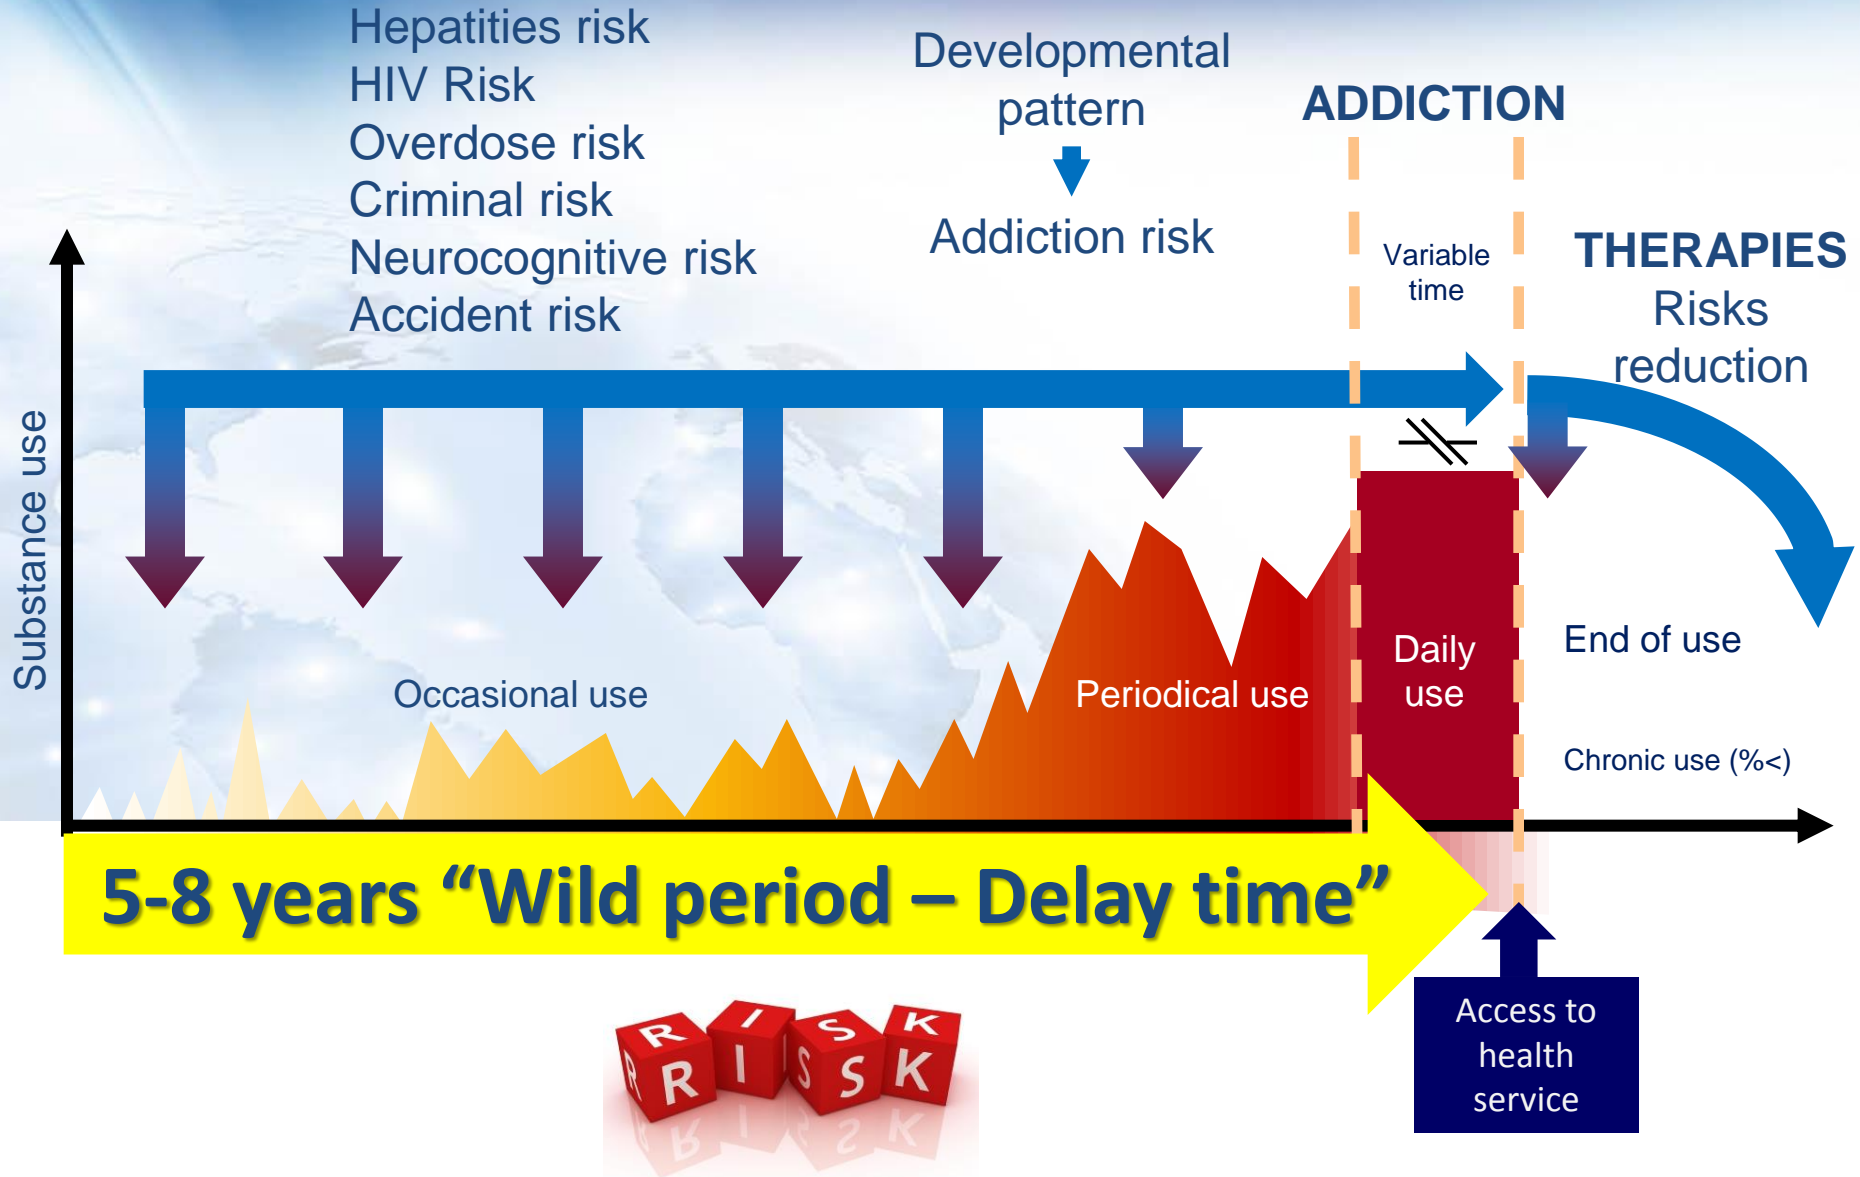 Hepatities risk
HIV Risk
Overdose risk
Criminal risk
Neurocognitive risk
Accident risk
Developmental
pattern
Addiction risk
ADDICTION
Variable
time
THERAPIES
Risks
reduction
Substance use
Occasional use
Periodical use
Daily
use
End of use
Chronic use (%<)
5-8 years “Wild period – Delay time”
Access to
health
service
R I S K
R R I S S K